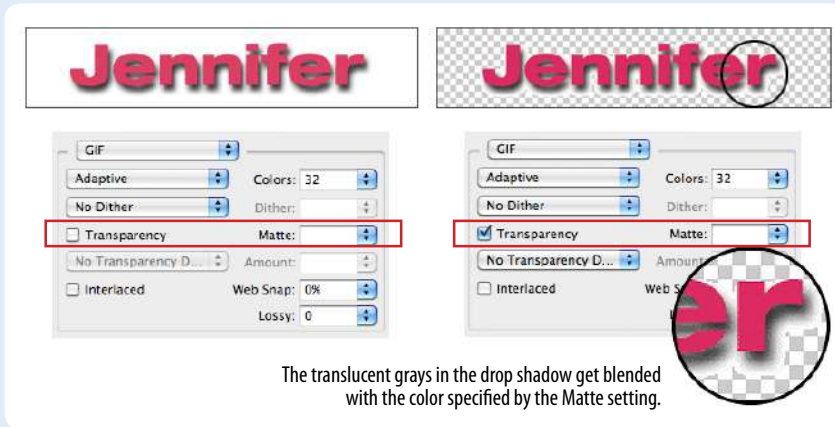 Jennifer
Jennifer
GIF
Adaptive Colors: 32
No Dither Dither:
Transparency Matte:
No Transparency D... Amount:
Interlaced Web Snap: 0%
Lossy: 0
GIF
Adaptive Colors: 32
No Dither Dither:
Transparency Matte:
No Transparency D... Amount
Interlaced Web S
er
The translucent grays in the drop shadow get blended
with the color specified by the Matte setting.